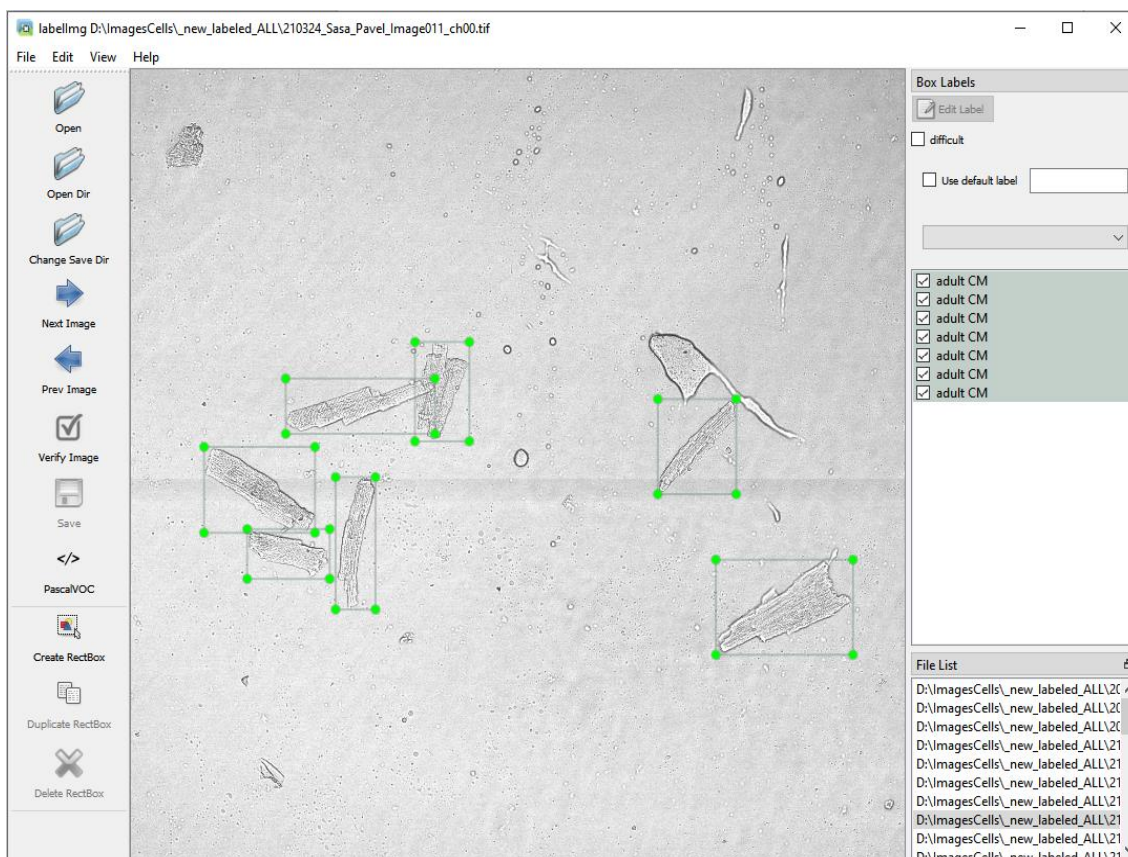 labelImg D:\ImagesCells\_new_labeled_ALL\210324_Sasa_Pavel_Image011_ch00.tif
File Edit View Help
Open
Open Dir
Change Save Dir
Next Image
Prev Image
Verify Image
Save
</>
PascalVOC
Create RectBox
Duplicate RectBox
Delete RectBox
Box Labels
Edit Label
difficult
Use default label
adult CM
adult CM
adult CM
adult CM
adult CM
adult CM
adult CM
File List
D:\ImagesCells\_new_labeled_ALL\20
D:\ImagesCells\_new_labeled_ALL\20
D:\ImagesCells\_new_labeled_ALL\20
D:\ImagesCells\_new_labeled_ALL\21
D:\ImagesCells\_new_labeled_ALL\21
D:\ImagesCells\_new_labeled_ALL\21
D:\ImagesCells\_new_labeled_ALL\21
D:\ImagesCells\_new_labeled_ALL\21
D:\ImagesCells\_new_labeled_ALL\21
D:\ImagesCells\_new_labeled_ALL\21